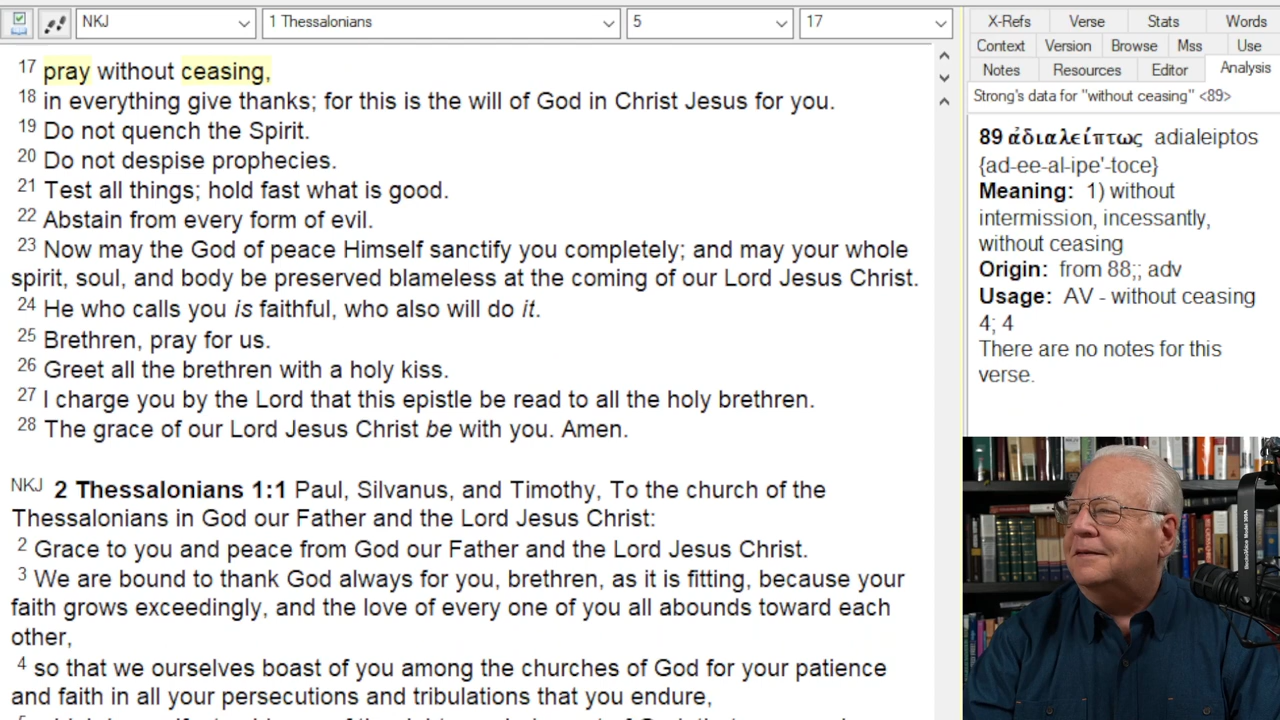 NKJ 1 Thessalonians 5 17
17 pray without ceasing,
18 in everything give thanks; for this is the will of God in Christ Jesus for you.
19 Do not quench the Spirit.
20 Do not despise prophecies.
21 Test all things; hold fast what is good.
22 Abstain from every form of evil.
23 Now may the God of peace Himself sanctify you completely; and may your whole
spirit, soul, and body be preserved blameless at the coming of our Lord Jesus Christ.
24 He who calls you is faithful, who also will do it.
25 Brethren, pray for us.
26 Greet all the brethren with a holy kiss.
27 I charge you by the Lord that this epistle be read to all the holy brethren.
28 The grace of our Lord Jesus Christ be with you. Amen.
NKJ 2 Thessalonians 1:1 Paul, Silvanus, and Timothy, To the church of the
Thessalonians in God our Father and the Lord Jesus Christ:
2 Grace to you and peace from God our Father and the Lord Jesus Christ.
3 We are bound to thank God always for you, brethren, as it is fitting, because your
faith grows exceedingly, and the love of every one of you all abounds toward each
other,
4 so that we ourselves boast of you among the churches of God for your patience
and faith in all your persecutions and tribulations that you endure,
X-Refs Verse Stats Words
Context Version Browse Mss Use
Notes Resources Editor Analysis
Strong's data for "without ceasing" <89>
89 ἀδιαλείπτως adialeiptos
{ad-ee-al-ipe'-toce}
Meaning: 1) without
intermission, incessantly,
without ceasing
Origin: from 88;; adv
Usage: AV - without ceasing
4; 4
There are no notes for this
verse.